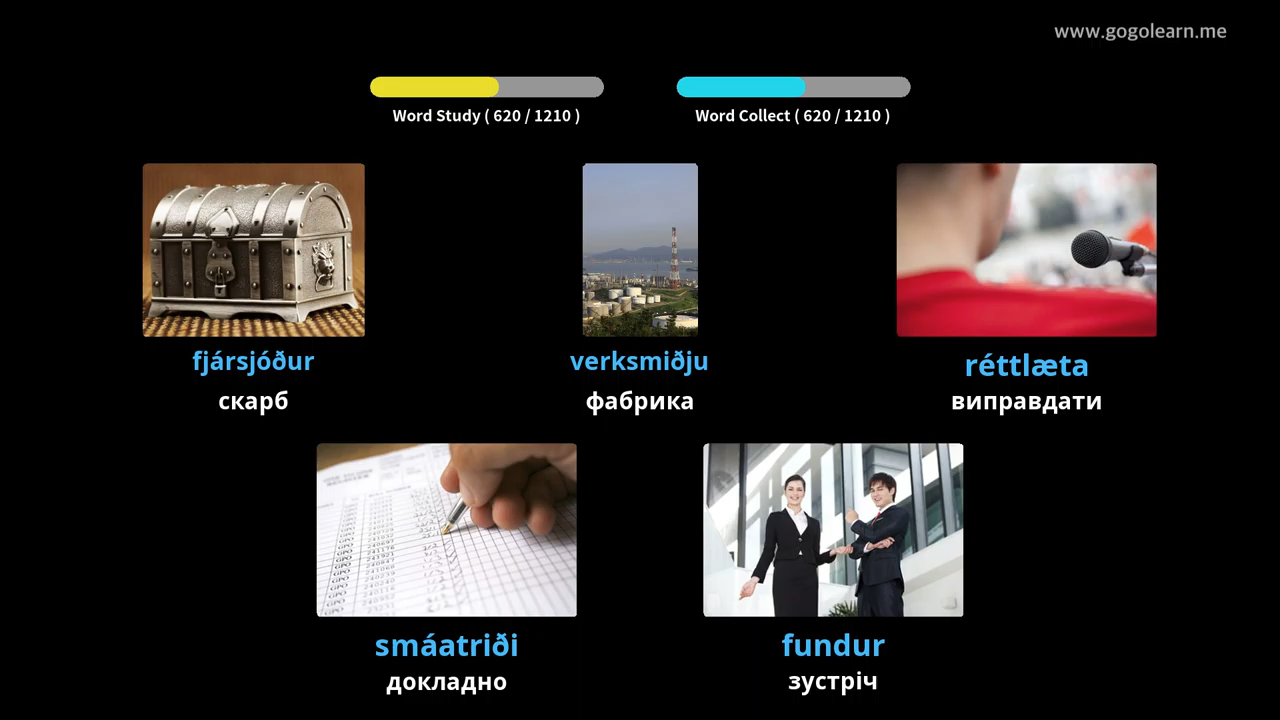 www.gogolearn.me
Word Study ( 620 / 1210 )
Word Collect ( 620 / 1210 )
fjársjóður
скарб
verksmiðju
фабрика
réttlæta
виправдати
smáatriði
докладно
fundur
зустріч